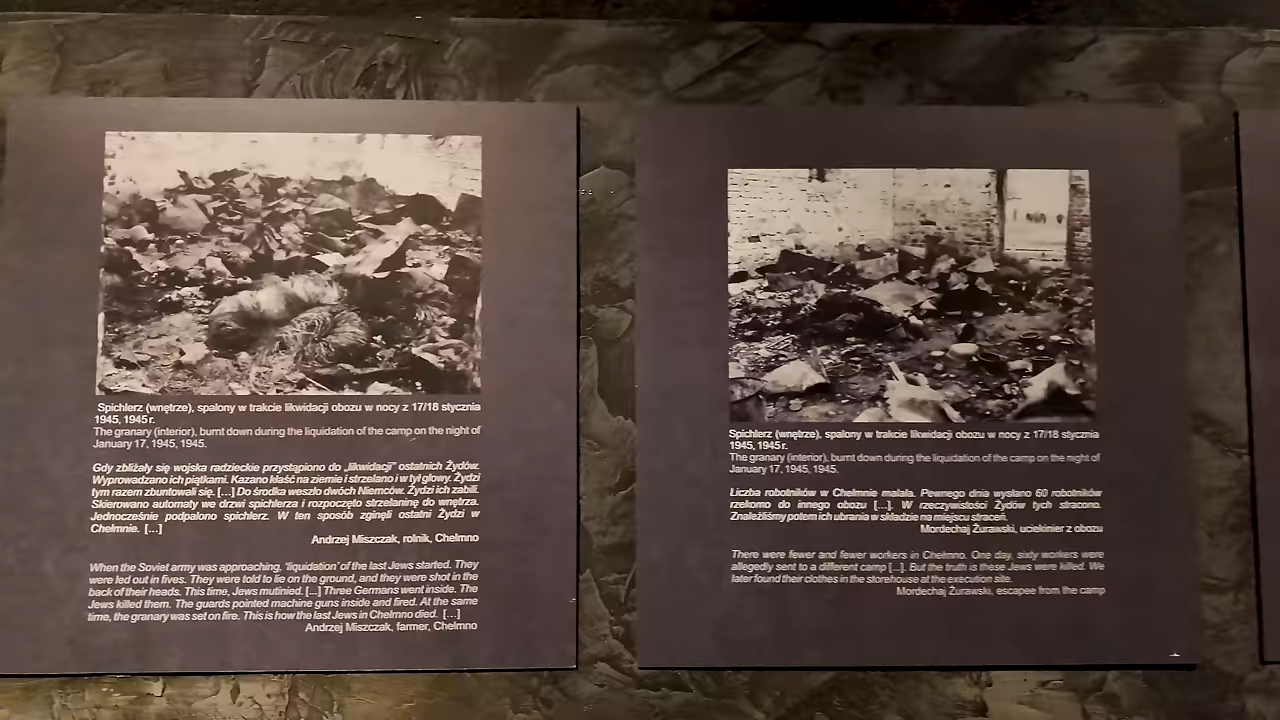 Spichlerz (wnętrze), spalony w trakcie likwidacji obozu w nocy z 17/18 stycznia
1945, 1945 r.
The granary (interior), burnt down during the liquidation of the camp on the night of
January 17, 1945, 1945.
Gdy zbliżały się wojska radzieckie przystąpiono do „likwidacji” ostatnich Żydów.
Wyprowadzano ich piątkami. Kazano kłaść na ziemie i strzelano i w tył głowy. Żydzi
tym razem zbuntowali się. [...] Do środka weszło dwóch Niemców. Żydzi ich zabili.
Skierowano automaty we drzwi spichlerza i rozpoczęto strzelaninę do wnętrza.
Jednocześnie podpalono spichlerz. W ten sposób zginęli ostatni Żydzi w
Chełmnie. [...]
Andrzej Miszczak, rolnik, Chełmno
When the Soviet army was approaching, 'liquidation' of the last Jews started. They
were led out in fives. They were told to lie on the ground, and they were shot in the
back of their heads. This time, Jews mutinied. [...] Three Germans went inside. The
Jews killed them. The guards pointed machine guns inside and fired. At the same
time, the granary was set on fire. This is how the last Jews in Chełmno died. [...]
Andrzej Miszczak, farmer, Chełmno
Spichlerz (wnętrze), spalony w trakcie likwidacji obozu w nocy z 17/18 stycznia
1945, 1945 r.
The granary (interior), burnt down during the liquidation of the camp on the night of
January 17, 1945, 1945.
Liczba robotników w Chełmnie malała. Pewnego dnia wysłano 60 robotników
rzekomo do innego obozu [...]. W rzeczywistości Żydów tych stracono.
Znaleźliśmy potem ich ubrania w składzie na miejscu straceń.
Mordechaj Żurawski, uciekinier z obozu
There were fewer and fewer workers in Chełmno. One day, sixty workers were
allegedly sent to a different camp [...]. But the truth is these Jews were killed. We
later found their clothes in the storehouse at the execution site.
Mordechaj Żurawski, escapee from the camp